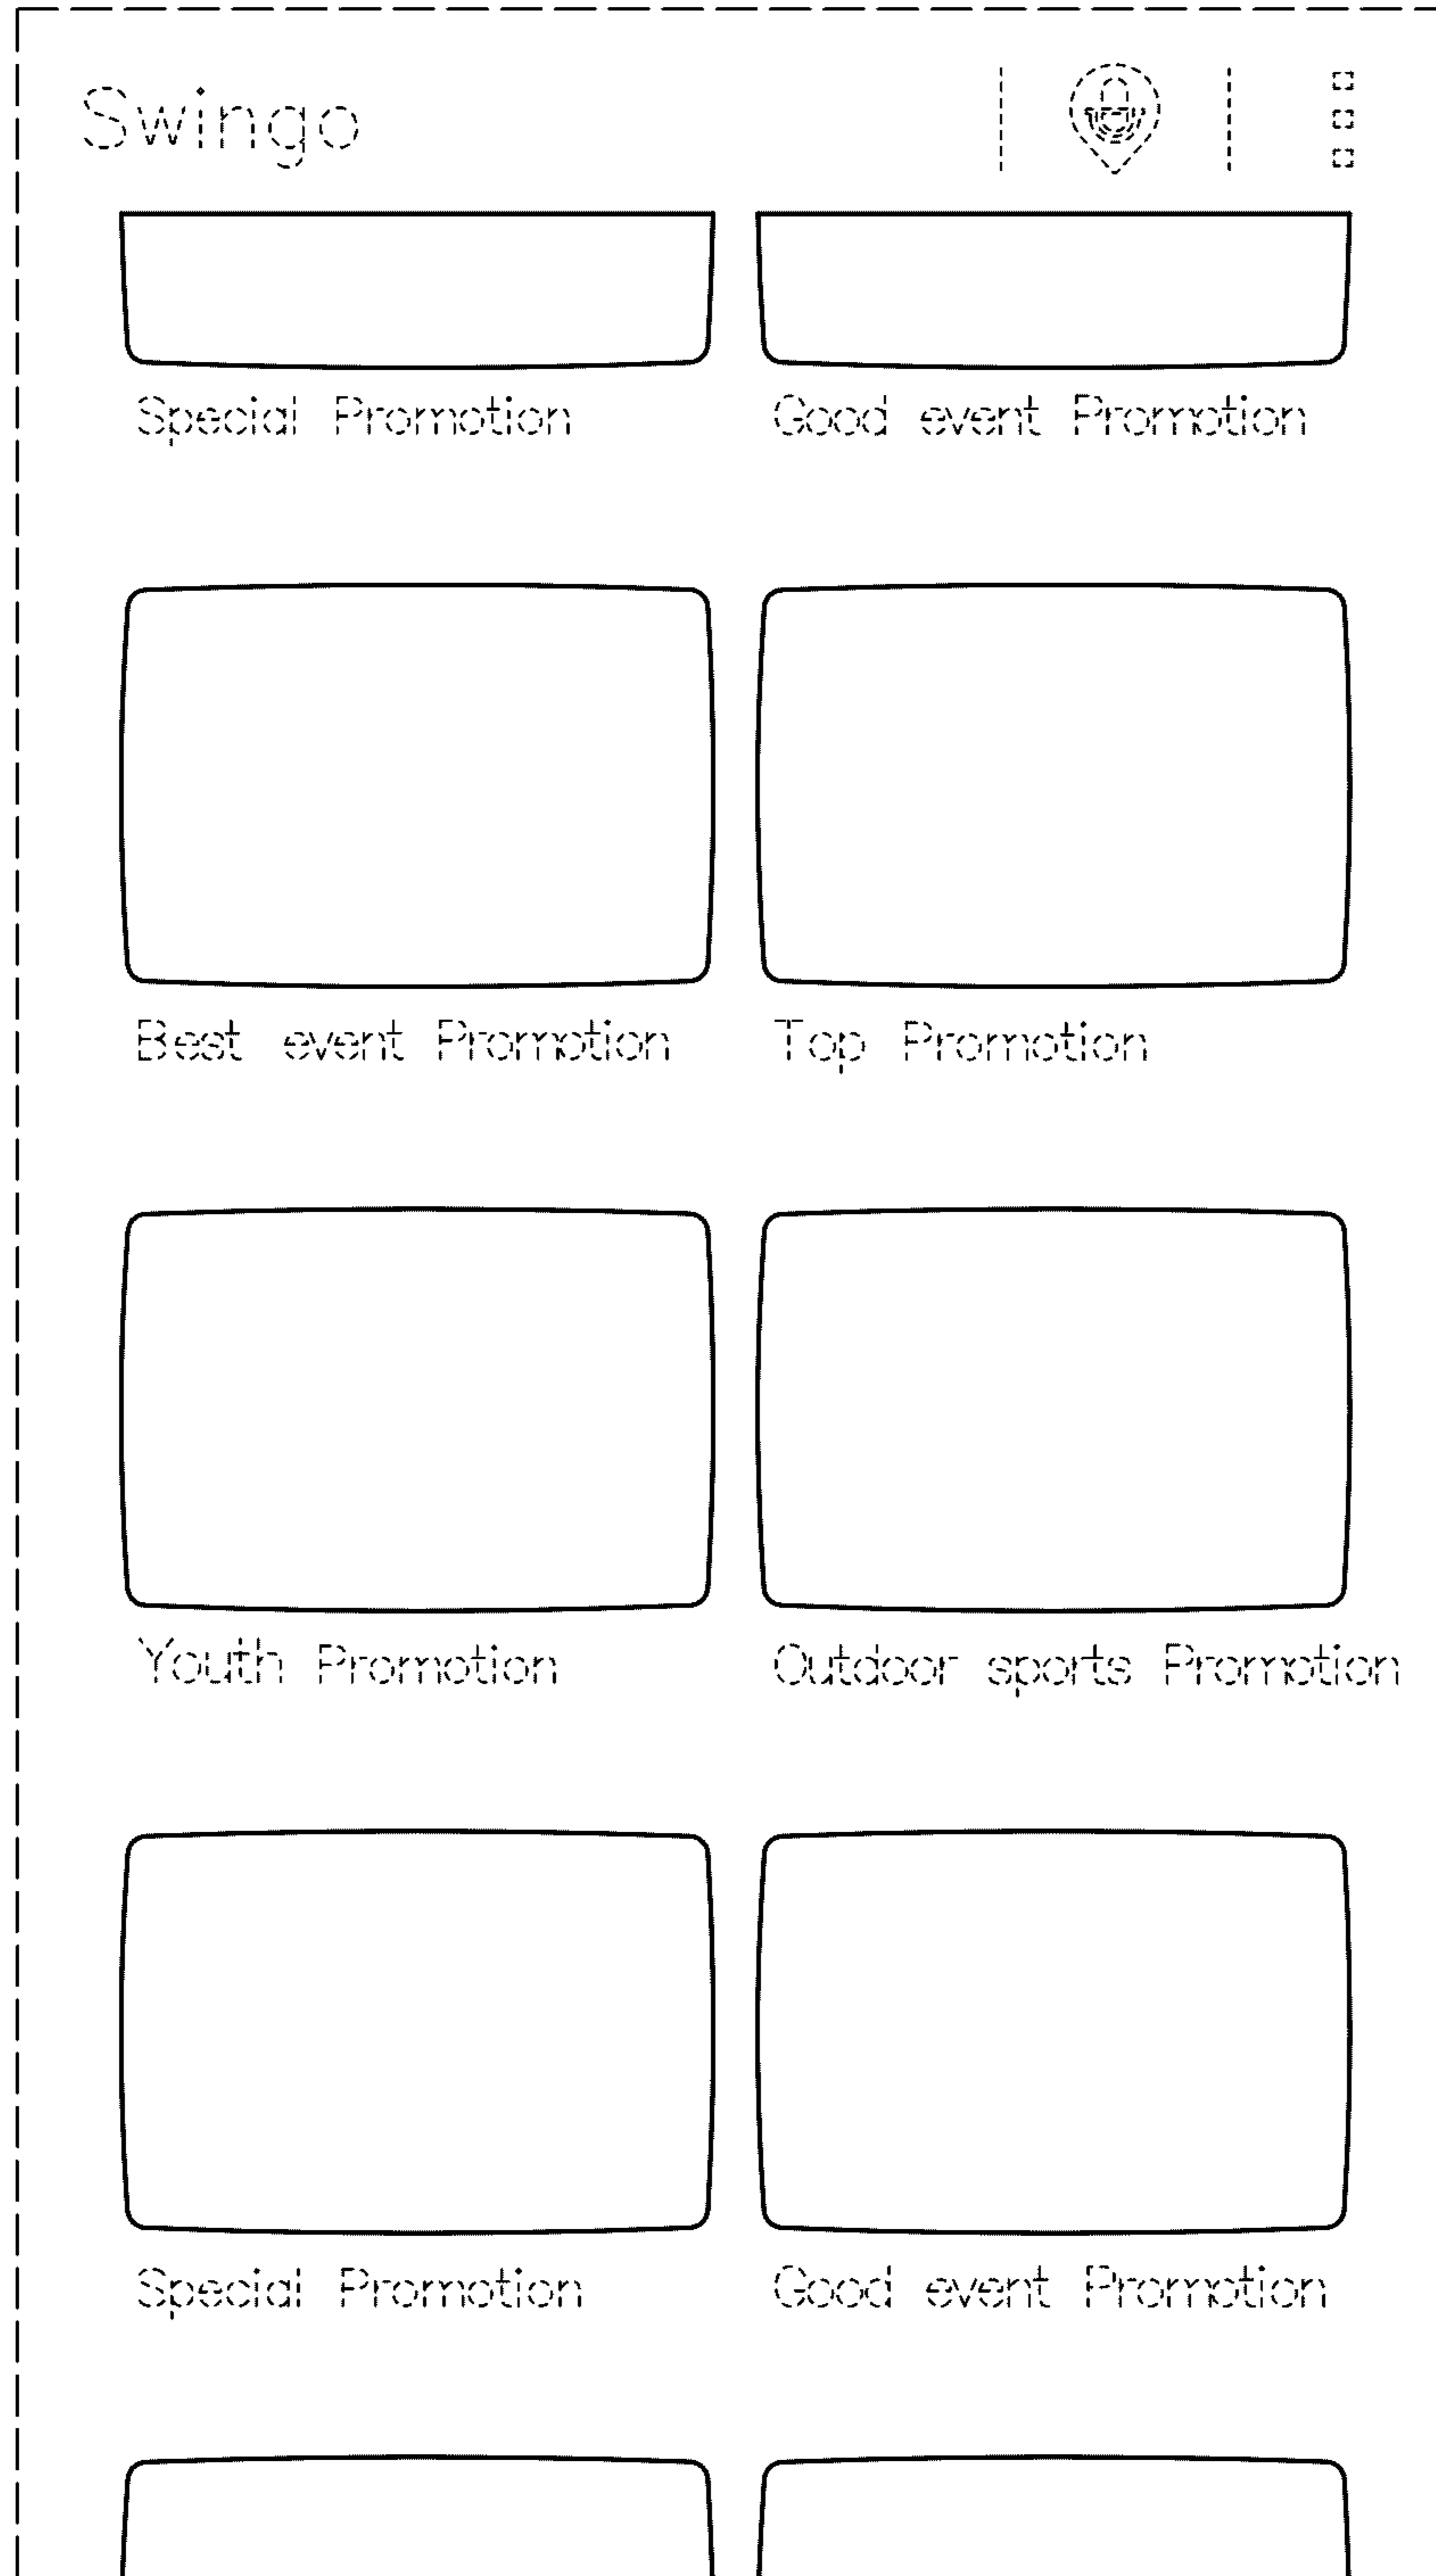 Swingo
Special Promotion Good event Promotion
Best event Promotion Top Promotion
Youth Promotion Outdoor sports Promotion
Special Promotion Good event Promotion